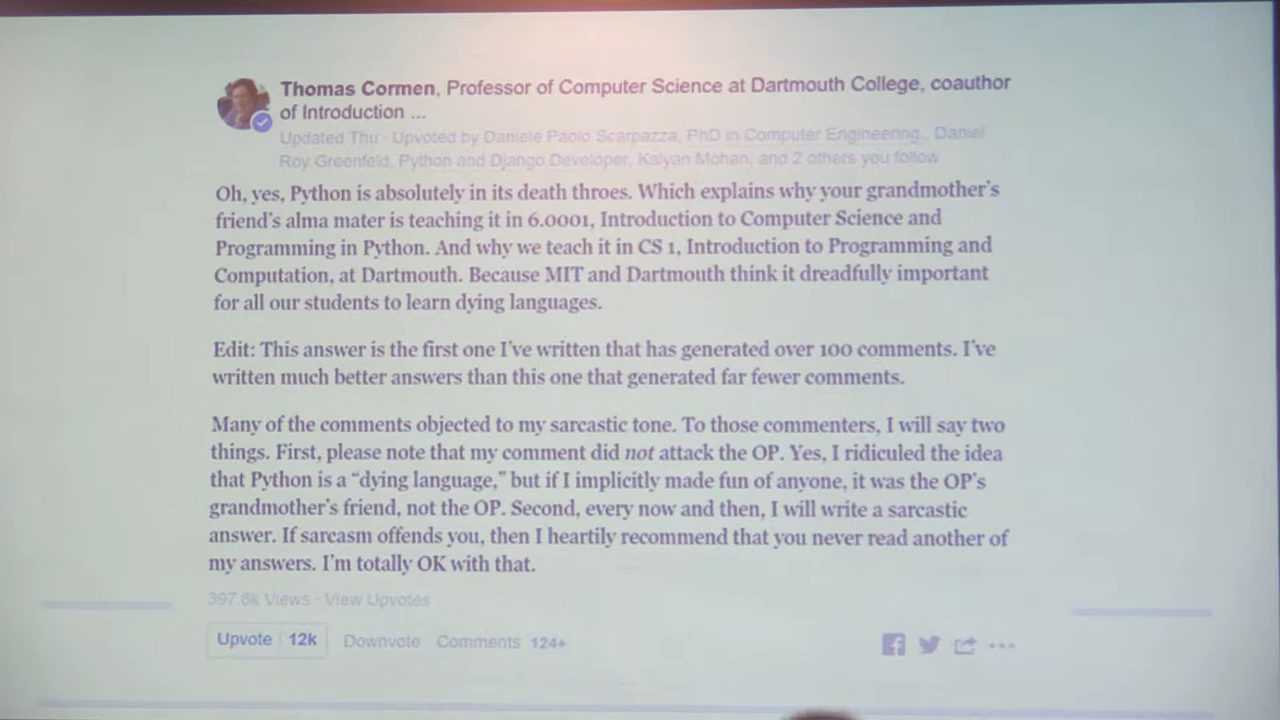 Thomas Cormen, Professor of Computer Science at Dartmouth College, coauthor
of Introduction ...
Updated Thu · Upvoted by Daniele Paolo Scarpazza, PhD in Computer Engineering., Daniel
Roy Greenfeld, Python and Django Developer, Kalyan Mohan, and 2 others you follow
Oh, yes, Python is absolutely in its death throes. Which explains why your grandmother's
friend's alma mater is teaching it in 6.0001, Introduction to Computer Science and
Programming in Python. And why we teach it in CS 1, Introduction to Programming and
Computation, at Dartmouth. Because MIT and Dartmouth think it dreadfully important
for all our students to learn dying languages.
Edit: This answer is the first one I've written that has generated over 100 comments. I've
written much better answers than this one that generated far fewer comments.
Many of the comments objected to my sarcastic tone. To those commenters, I will say two
things. First, please note that my comment did not attack the OP. Yes, I ridiculed the idea
that Python is a “dying language,” but if I implicitly made fun of anyone, it was the OP's
grandmother's friend, not the OP. Second, every now and then, I will write a sarcastic
answer. If sarcasm offends you, then I heartily recommend that you never read another of
my answers. I'm totally OK with that.
397.8k Views · View Upvotes
Upvote 12k Downvote Comments 124+